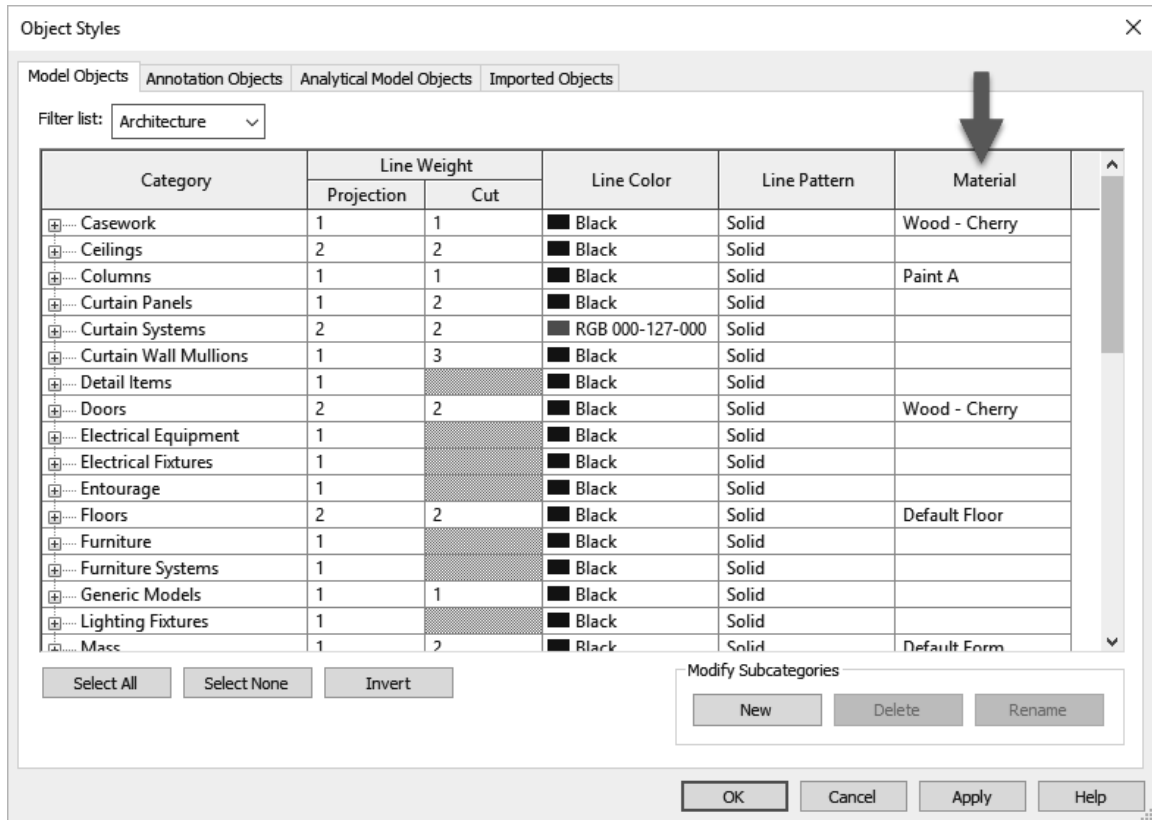 Object Styles
Model Objects Annotation Objects Analytical Model Objects Imported Objects
Filter list: Architecture
Category Line Weight Line Color Line Pattern Material
Projection Cut
Casework 1 1 Black Solid Wood - Cherry
Ceilings 2 2 Black Solid
Columns 1 1 Black Solid Paint A
Curtain Panels 1 2 Black Solid
Curtain Systems 2 2 RGB 000-127-000 Solid
Curtain Wall Mullions 1 3 Black Solid
Detail Items 1 Black Solid
Doors 2 2 Black Solid Wood - Cherry
Electrical Equipment 1 Black Solid
Electrical Fixtures 1 Black Solid
Entourage 1 Black Solid
Floors 2 2 Black Solid Default Floor
Furniture 1 Black Solid
Furniture Systems 1 Black Solid
Generic Models 1 1 Black Solid
Lighting Fixtures 1 Black Solid
Mass 1 2 Black Solid Default Form
Select All Select None Invert
Modify Subcategories
New Delete Rename
OK Cancel Apply Help